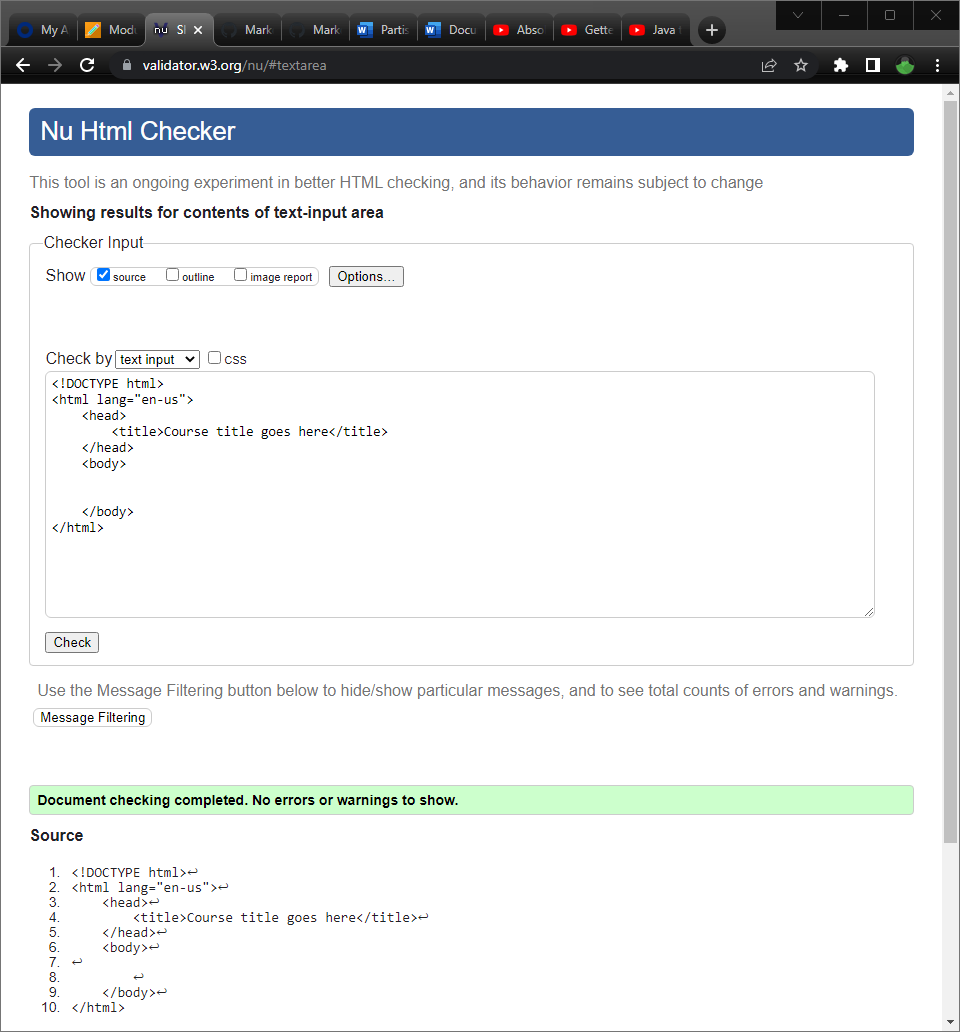 My A Modu nu Sh Mark Mark Partis Docu Abso Gette Java
validator.w3.org/nu/#textarea
Nu Html Checker
This tool is an ongoing experiment in better HTML checking, and its behavior remains subject to change
Showing results for contents of text-input area
Checker Input
Show source outline image report Options...
Check by text input css
<!DOCTYPE html>
<html lang="en-us">
    <head>
        <title>Course title goes here</title>
    </head>
    <body>
    </body>
</html>
Check
Use the Message Filtering button below to hide/show particular messages, and to see total counts of errors and warnings.
Message Filtering
Document checking completed. No errors or warnings to show.
Source
1. <!DOCTYPE html>↩
2. <html lang="en-us">↩
3.     <head>↩
4.         <title>Course title goes here</title>↩
5.     </head>↩
6.     <body>↩
7. ↩
8.         ↩
9.     </body>↩
10. </html>